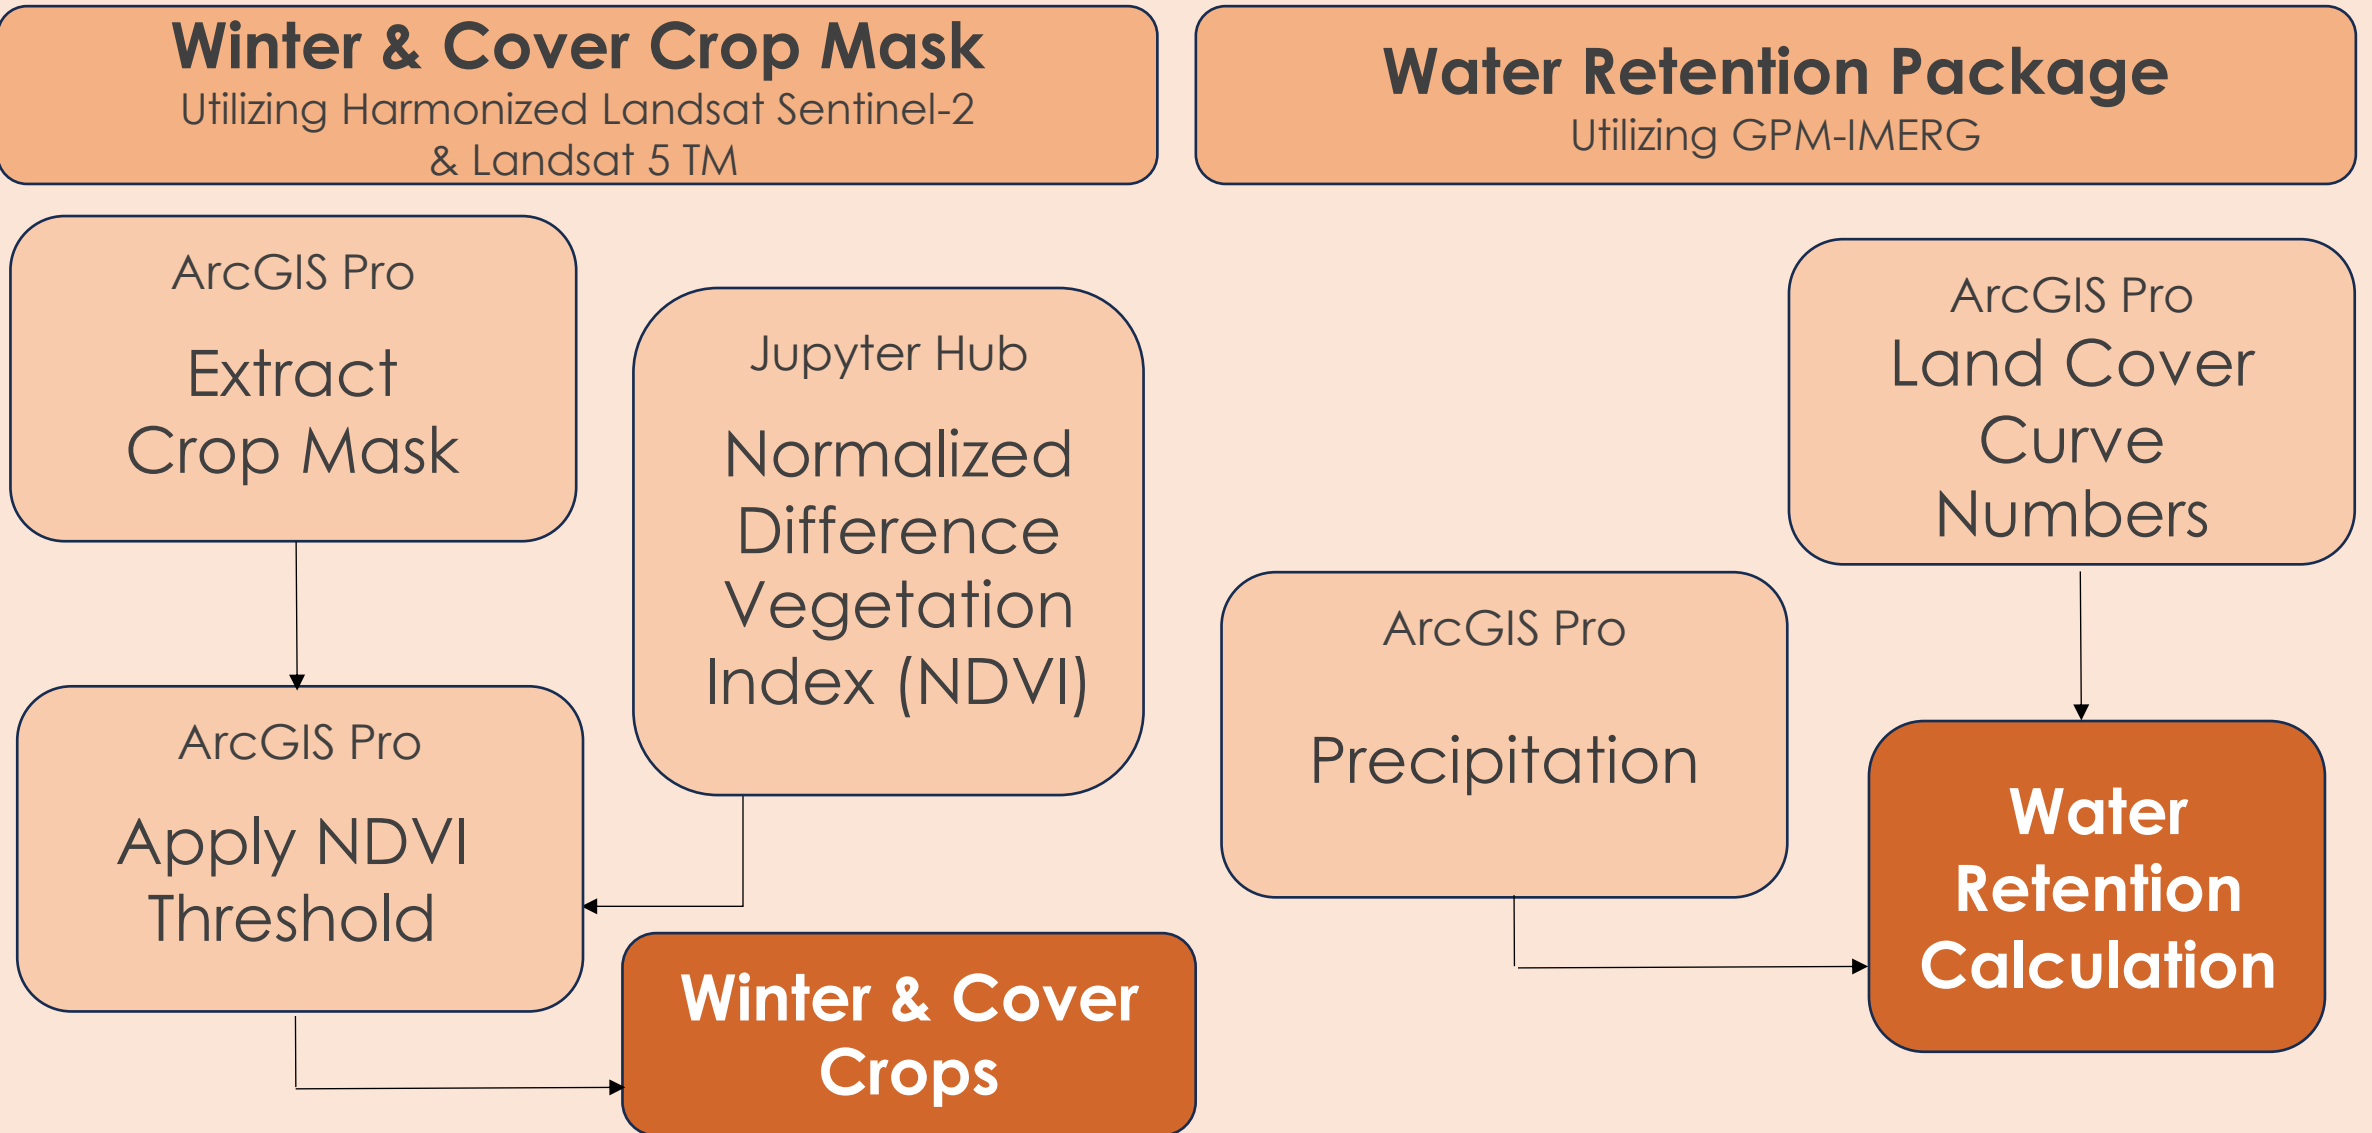 Winter & Cover Crop Mask
Utilizing Harmonized Landsat Sentinel-2
& Landsat 5 TM
Water Retention Package
Utilizing GPM-IMERG
ArcGIS Pro
Extract
Crop Mask
Jupyter Hub
Normalized
Difference
Vegetation
Index (NDVI)
ArcGIS Pro
Apply NDVI
Threshold
Winter & Cover
Crops
ArcGIS Pro
Land Cover
Curve
Numbers
ArcGIS Pro
Precipitation
Water
Retention
Calculation